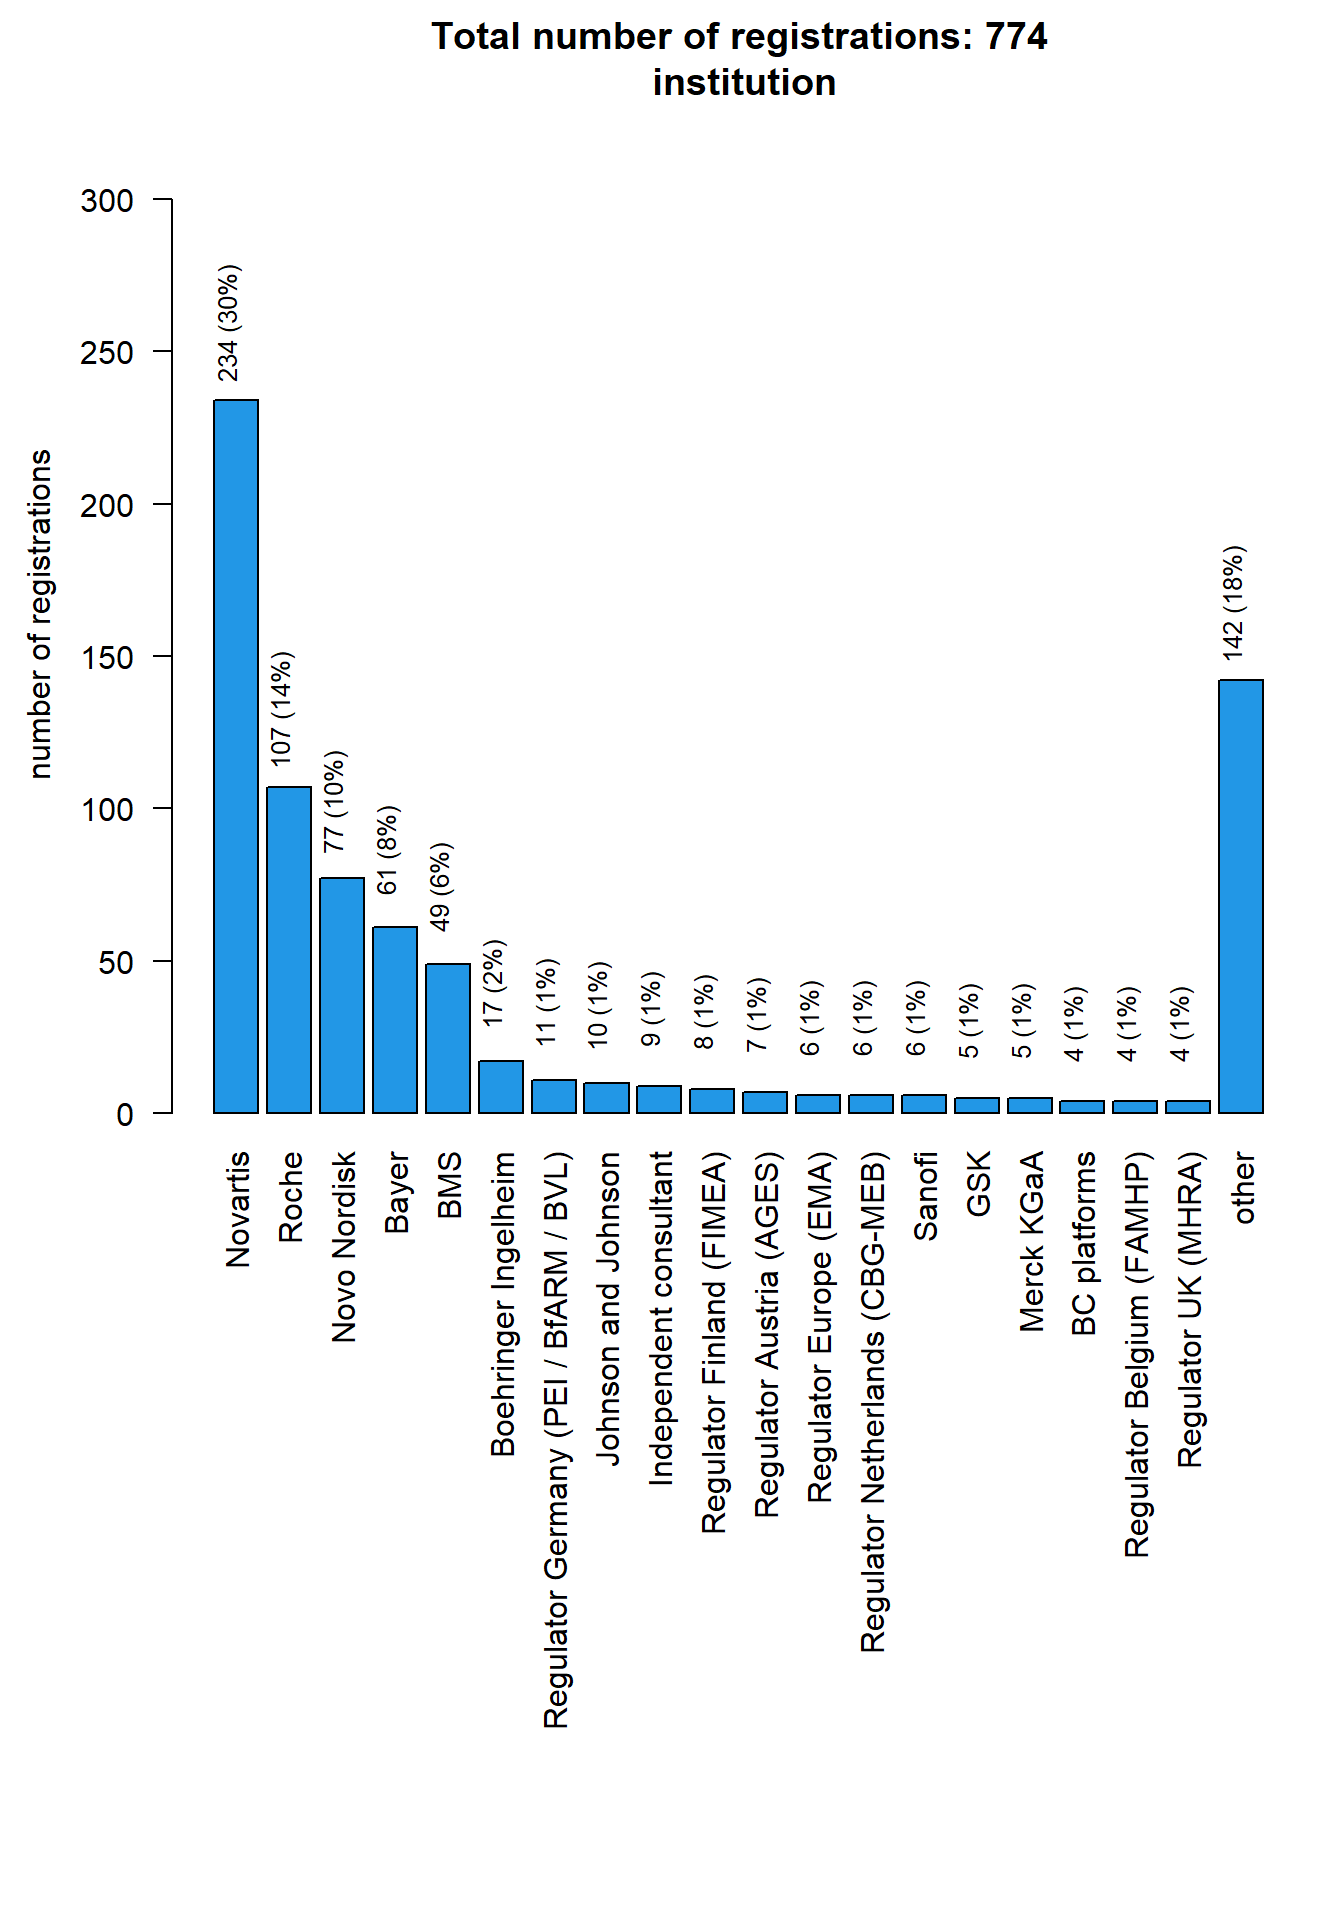 Total number of registrations: 774
institution
number of registrations
300
250
200
150
100
50
0
234 (30%)
107 (14%)
77 (10%)
61 (8%)
49 (6%)
17 (2%)
11 (1%)
10 (1%)
9 (1%)
8 (1%)
7 (1%)
6 (1%)
6 (1%)
6 (1%)
5 (1%)
5 (1%)
4 (1%)
4 (1%)
4 (1%)
142 (18%)
Novartis
Roche
Novo Nordisk
Bayer
BMS
Boehringer Ingelheim
Regulator Germany (PEI / BfARM / BVL)
Johnson and Johnson
Independent consultant
Regulator Finland (FIMEA)
Regulator Austria (AGES)
Regulator Europe (EMA)
Regulator Netherlands (CBG-MEB)
Sanofi
GSK
Merck KGaA
BC platforms
Regulator Belgium (FAMHP)
Regulator UK (MHRA)
other